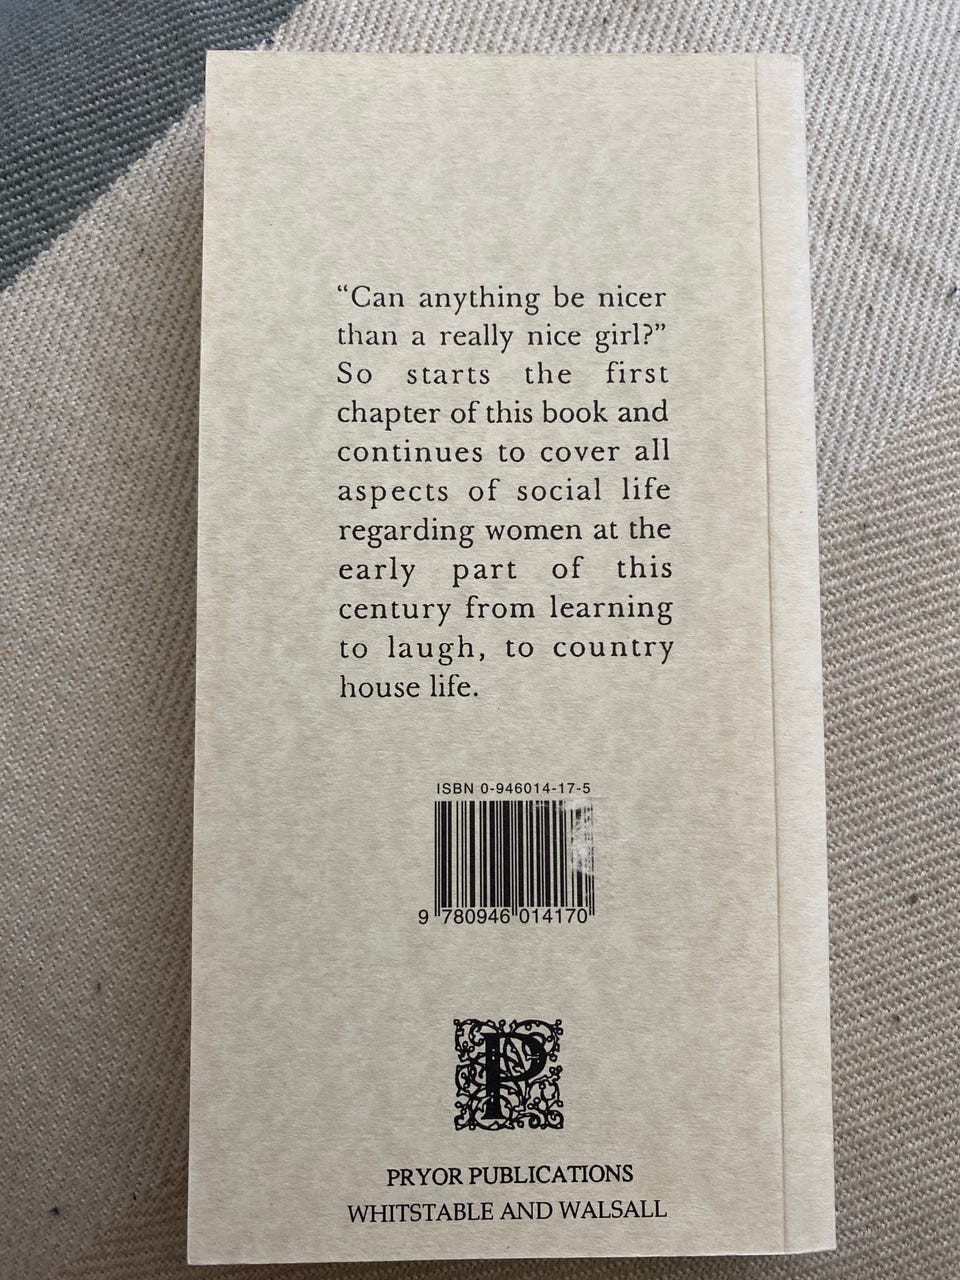 “Can anything be nicer
than a really nice girl?”
So starts the first
chapter of this book and
continues to cover all
aspects of social life
regarding women at the
early part of this
century from learning
to laugh, to country
house life.
ISBN 0-946014-17-5
9 780946 014170
P
PRYOR PUBLICATIONS
WHITSTABLE AND WALSALL